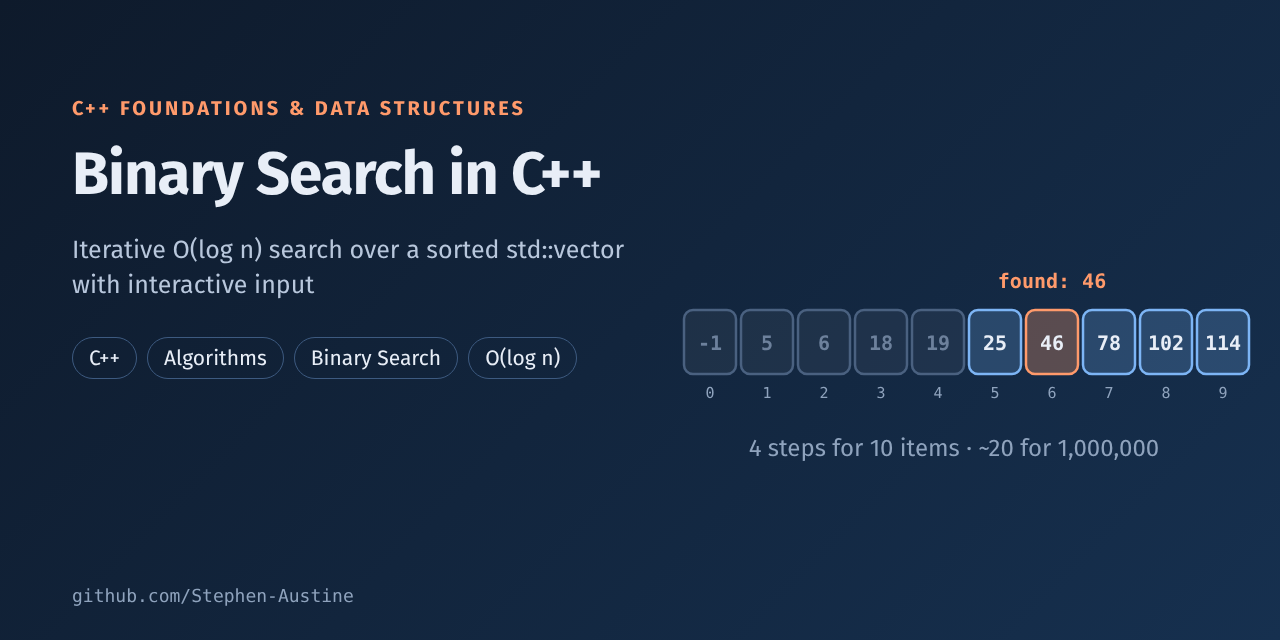 C++ FOUNDATIONS & DATA STRUCTURES
Binary Search in C++
Iterative O(log n) search over a sorted std::vector
with interactive input
C++ Algorithms Binary Search O(log n)
found: 46
-1 5 6 18 19 25 46 78 102 114
0 1 2 3 4 5 6 7 8 9
4 steps for 10 items · ~20 for 1,000,000
github.com/Stephen-Austine